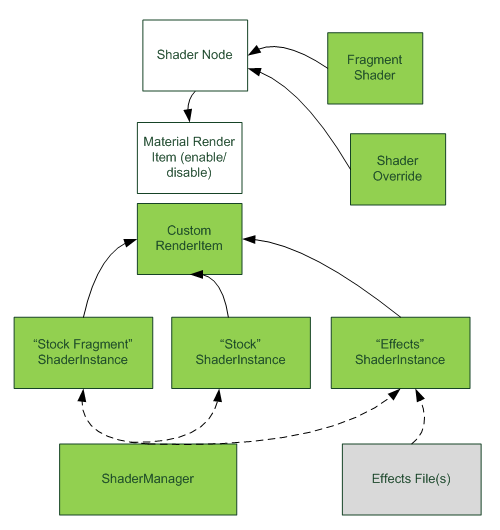 Shader Node
Fragment
Shader
Material Render
Item (enable/
disable)
Shader
Override
Custom
RenderItem
“Stock Fragment”
ShaderInstance
“Stock”
ShaderInstance
“Effects”
ShaderInstance
ShaderManager
Effects File(s)